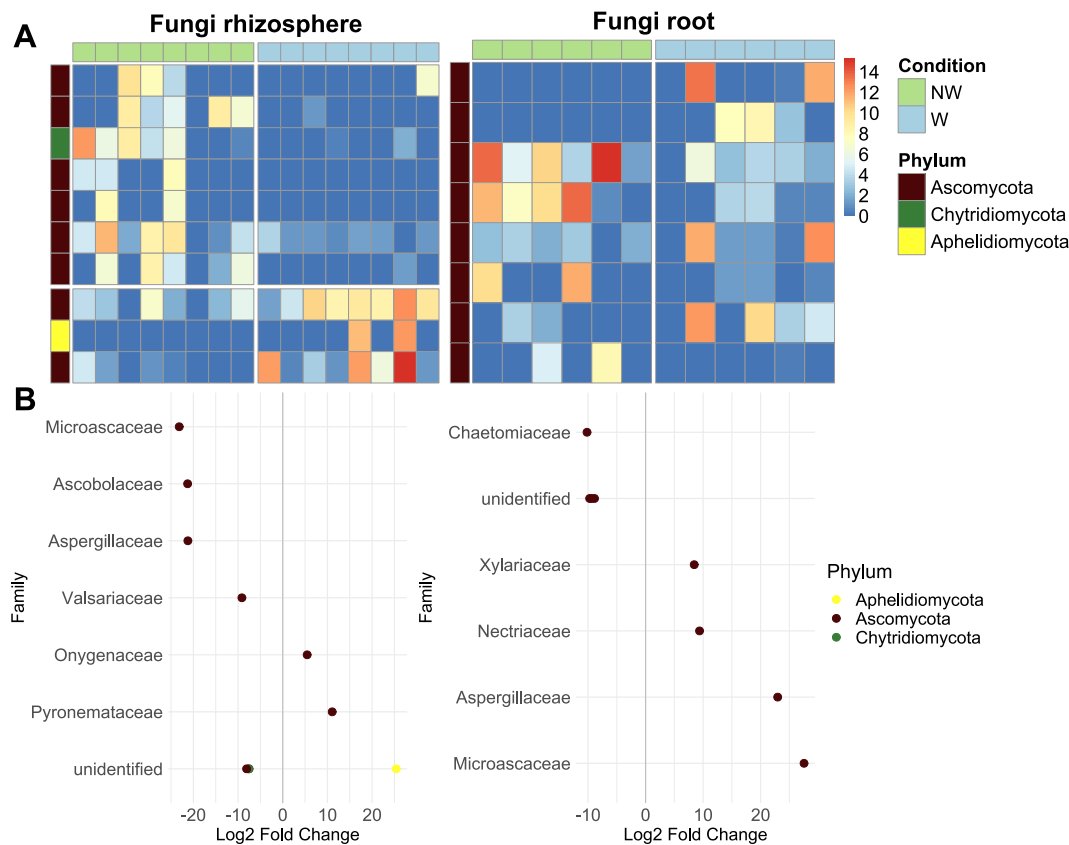 A
Fungi rhizosphere
Fungi root
14
12
10
8
6
4
2
0
Condition
NW
W
Phylum
Ascomycota
Chytridiomycota
Aphelidiomycota
B
Family
Microascaceae
Ascobolaceae
Aspergillaceae
Valsariaceae
Onygenaceae
Pyronemataceae
unidentified
-20 -10 0 10 20
Log2 Fold Change
Family
Chaetomiaceae
unidentified
Xylariaceae
Nectriaceae
Aspergillaceae
Microascaceae
-10 0 10 20
Log2 Fold Change
Phylum
Aphelidiomycota
Ascomycota
Chytridiomycota